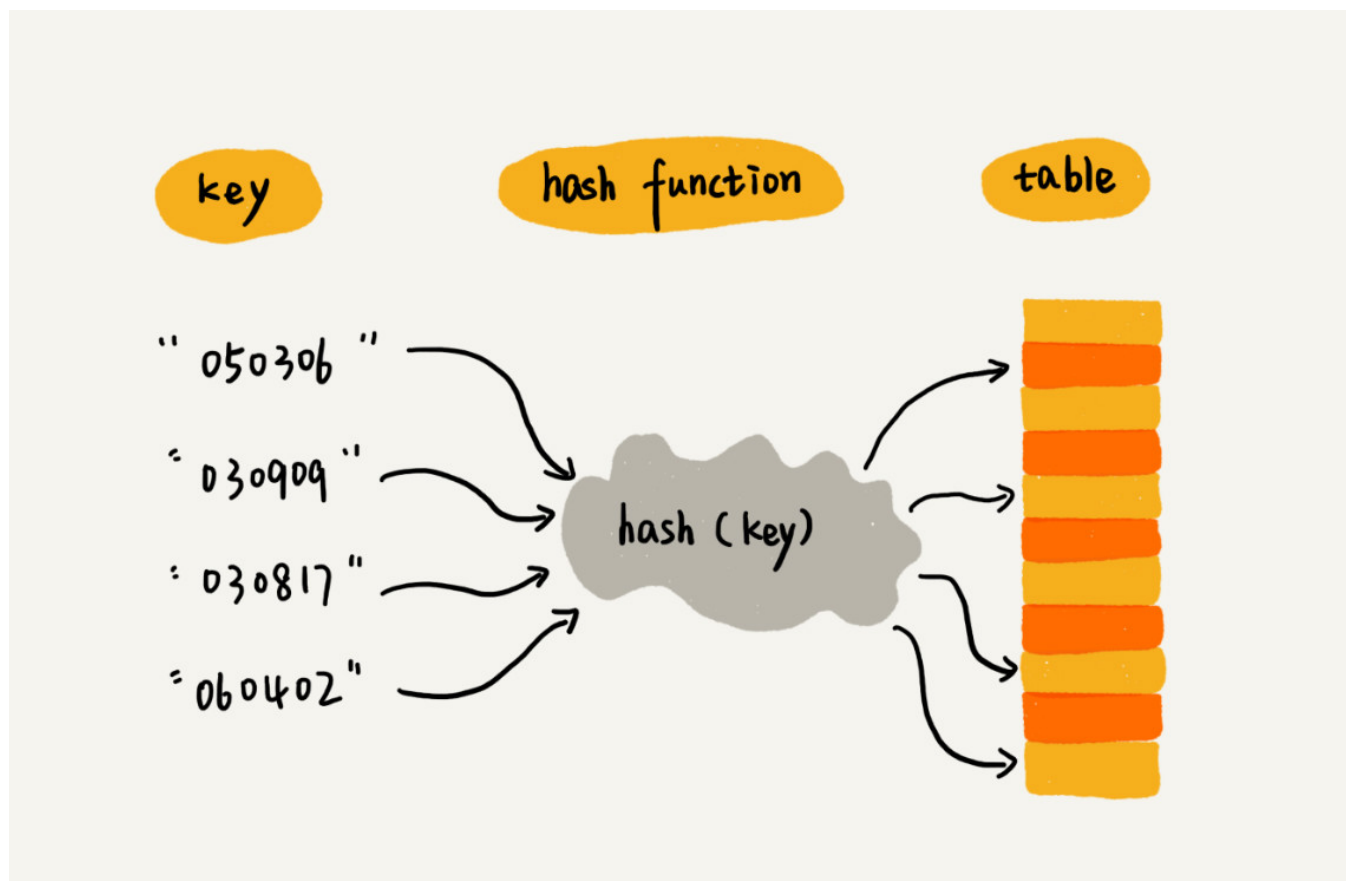 key
hash function
table
" 050306 "
" 030909 "
" 030817 "
" 060402 "
hash (key)